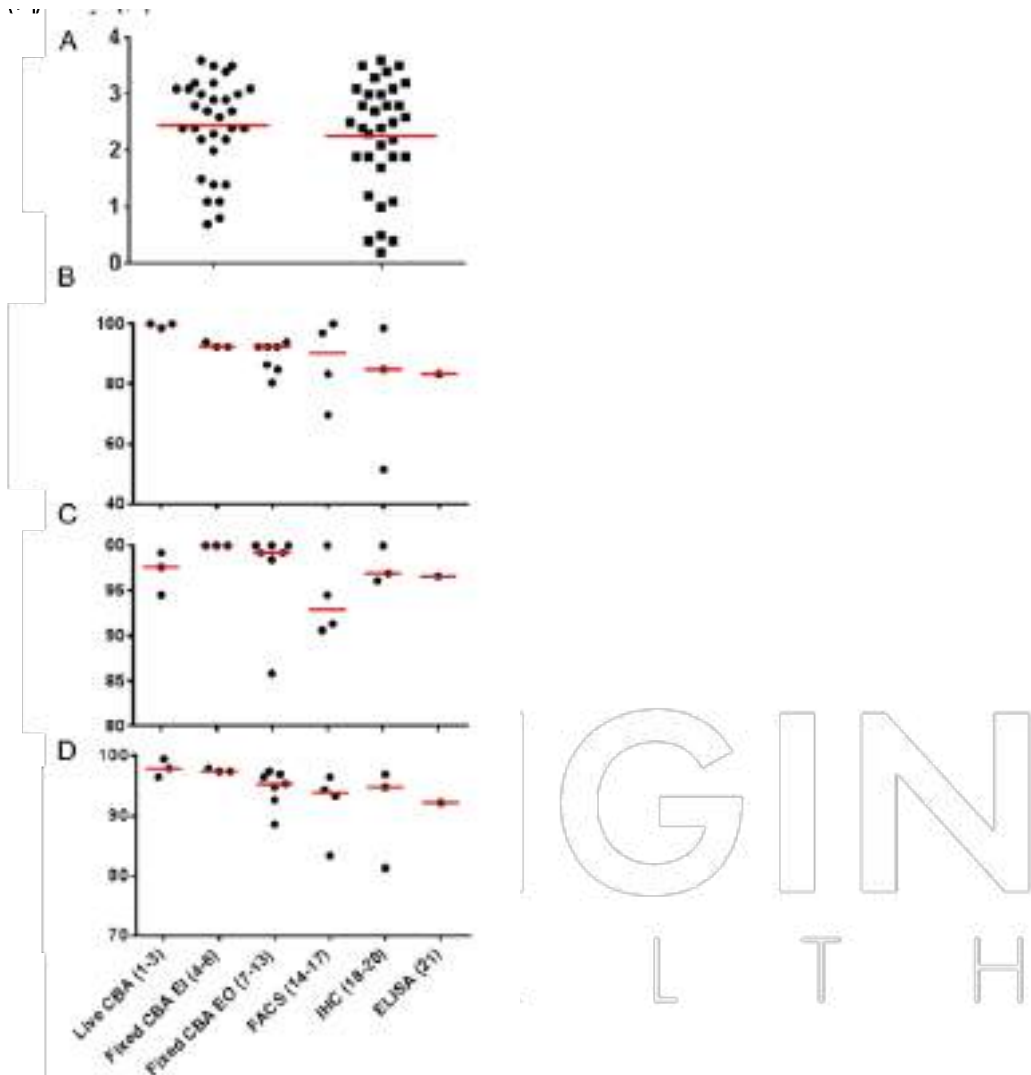 A
4
3
2
1
0
B
100
80
60
40
C
95
90
85
80
D
100
90
80
70
Live CBA (1-3)
Fixed CBA EI (4-6)
Fixed CBA EO (7-13)
FACS (14-17)
IHC (18-20)
ELISA (21)
GIN
L T H